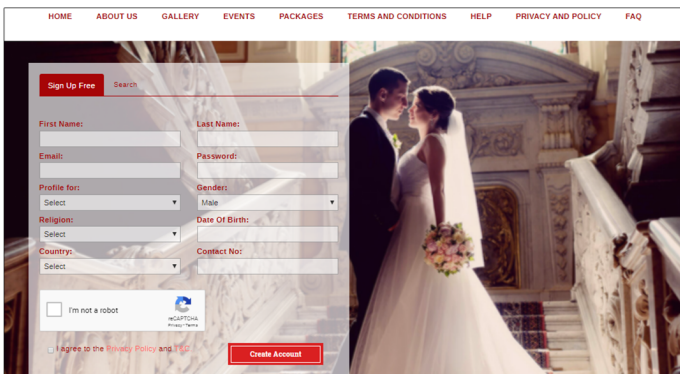 HOME ABOUT US GALLERY EVENTS PACKAGES TERMS AND CONDITIONS HELP PRIVACY AND POLICY FAQ
Sign Up Free Search
First Name: Last Name:
Email: Password:
Profile for: Gender:
Select Male
Religion: Date Of Birth:
Select
Country: Contact No:
Select
I'm not a robot
reCAPTCHA
Privacy - Terms
I agree to the Privacy Policy and
Create Account